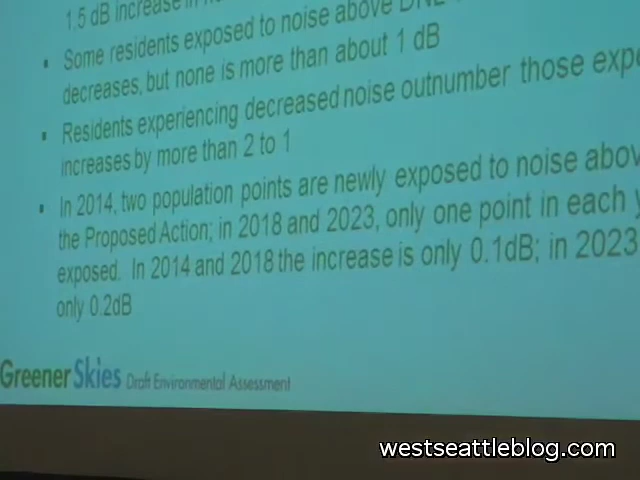 1.5 dB increase in
Some residents exposed to noise above DNL
decreases, but none is more than about 1 dB
Residents experiencing decreased noise outnumber those
increases by more than 2 to 1
In 2014, two population points are newly exposed to noise
the Proposed Action; in 2018 and 2023, only one point in each
exposed. In 2014 and 2018 the increase is only 0.1dB; in 2023
only 0.2dB
Greener Skies Draft Environmental Assessment
westseattleblog.com